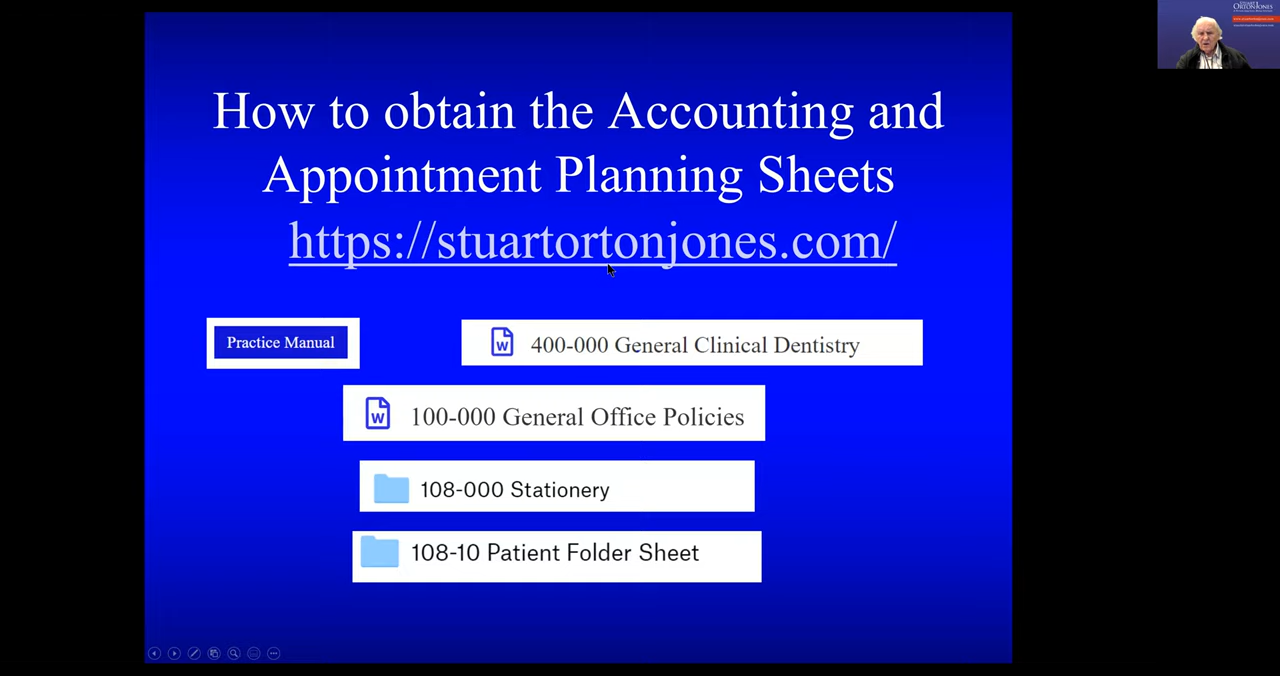 How to obtain the Accounting and
Appointment Planning Sheets
https://stuartortonjones.com/
Practice Manual
W 400-000 General Clinical Dentistry
W 100-000 General Office Policies
108-000 Stationery
108-10 Patient Folder Sheet
ORTONJONES